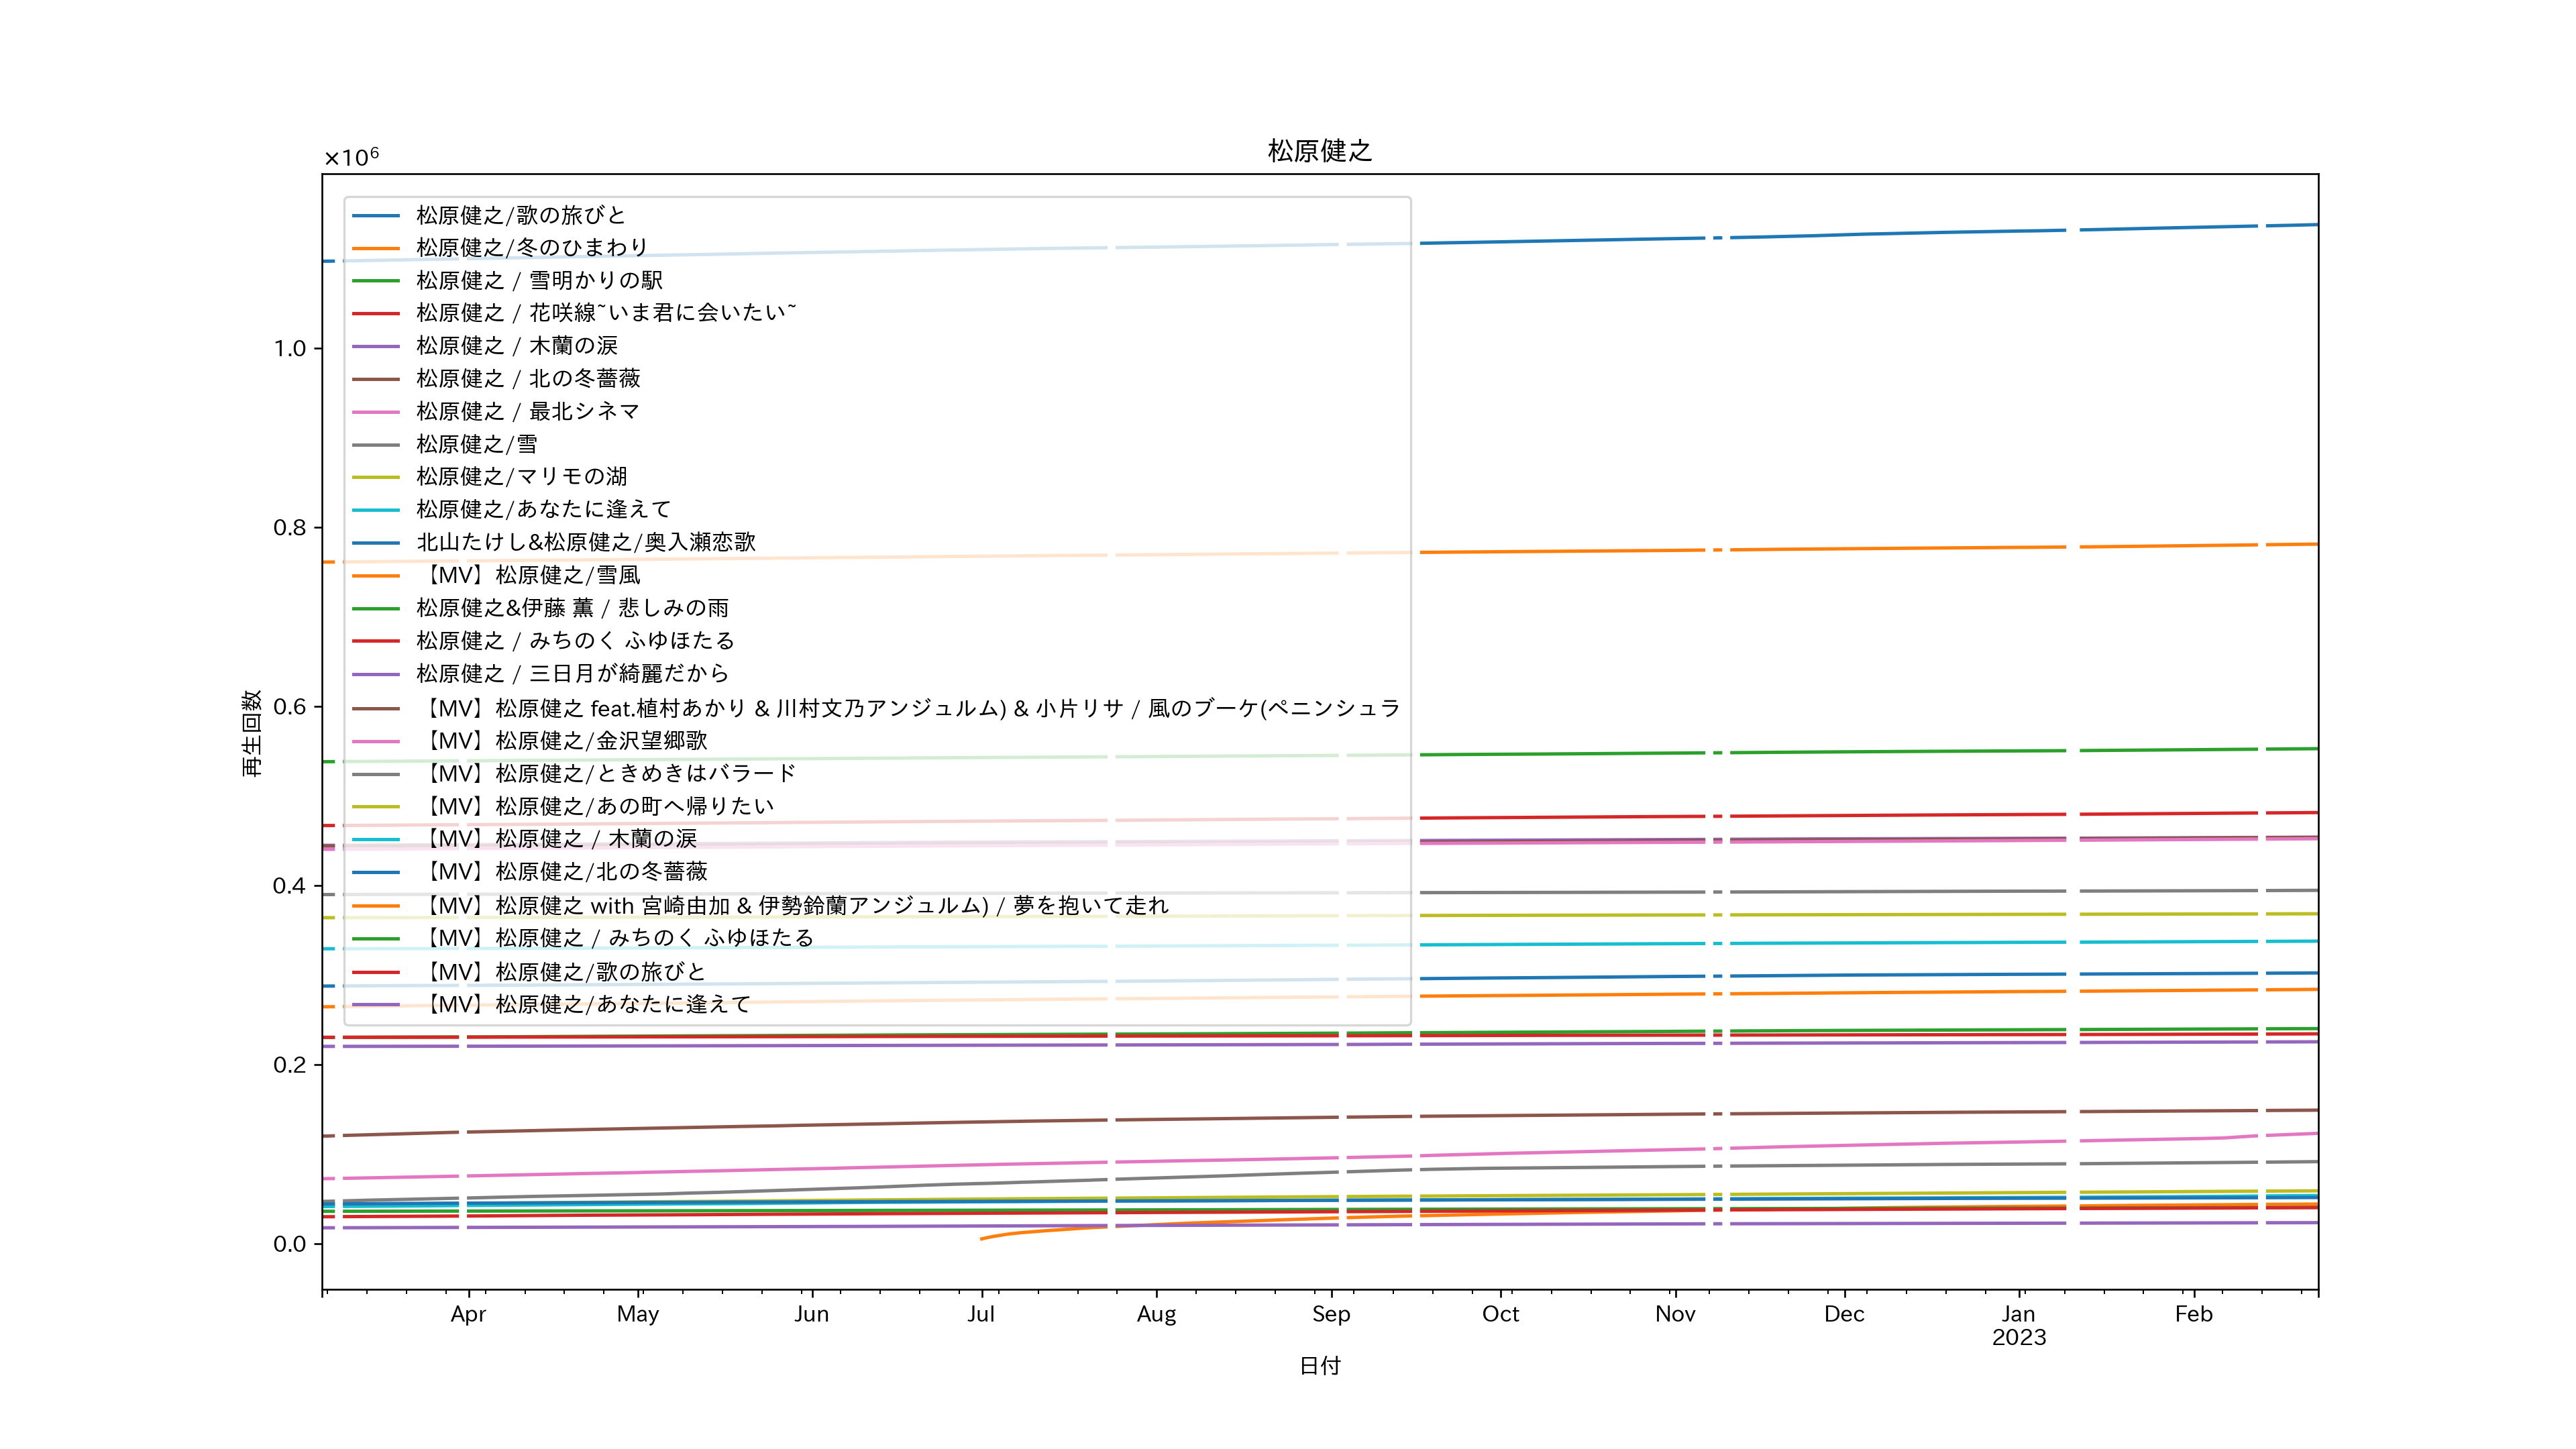 松原健之
×10⁶
松原健之/歌の旅びと
松原健之/冬のひまわり
松原健之 / 雪明かりの駅
松原健之 / 花咲線~いま君に会いたい~
松原健之 / 木蘭の涙
松原健之 / 北の冬薔薇
松原健之 / 最北シネマ
松原健之/雪
松原健之/マリモの湖
松原健之/あなたに逢えて
北山たけし&松原健之/奥入瀬恋歌
【MV】松原健之/雪風
松原健之&伊藤 薫 / 悲しみの雨
松原健之 / みちのく ふゆほたる
松原健之 / 三日月が綺麗だから
【MV】松原健之 feat.植村あかり & 川村文乃アンジュルム) & 小片リサ / 風のブーケ(ペニンシュラ
【MV】松原健之/金沢望郷歌
【MV】松原健之/ときめきはバラード
【MV】松原健之/あの町へ帰りたい
【MV】松原健之 / 木蘭の涙
【MV】松原健之/北の冬薔薇
【MV】松原健之 with 宮崎由加 & 伊勢鈴蘭アンジュルム) / 夢を抱いて走れ
【MV】松原健之 / みちのく ふゆほたる
【MV】松原健之/歌の旅びと
【MV】松原健之/あなたに逢えて
再生回数
1.0
0.8
0.6
0.4
0.2
0.0
Apr May Jun Jul Aug Sep Oct Nov Dec Jan Feb
2023
日付